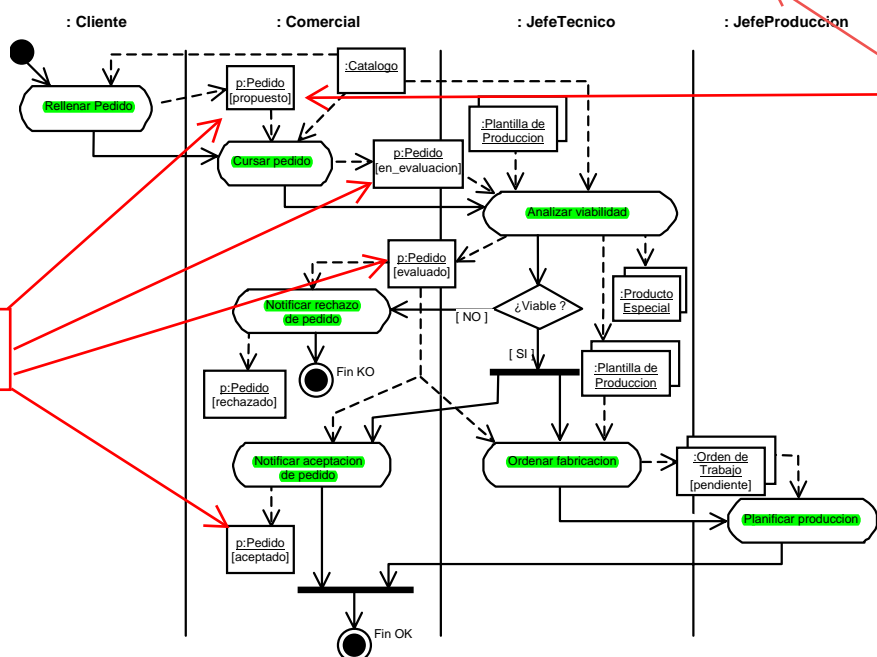 : Cliente
: Comercial
: JefeTecnico
: JefeProduccion
:Catalogo
p:Pedido
[propuesto]
Rellenar Pedido
:Plantilla de
Produccion
Cursar pedido
p:Pedido
[en_evaluacion]
Analizar viabilidad
p:Pedido
[evaluado]
:Producto
Especial
Notificar rechazo
de pedido
[ NO ]
¿Viable ?
[ SI ]
Fin KO
:Plantilla de
Produccion
p:Pedido
[rechazado]
Notificar aceptacion
de pedido
Ordenar fabricacion
:Orden de
Trabajo
[pendiente]
Planificar produccion
p:Pedido
[aceptado]
Fin OK